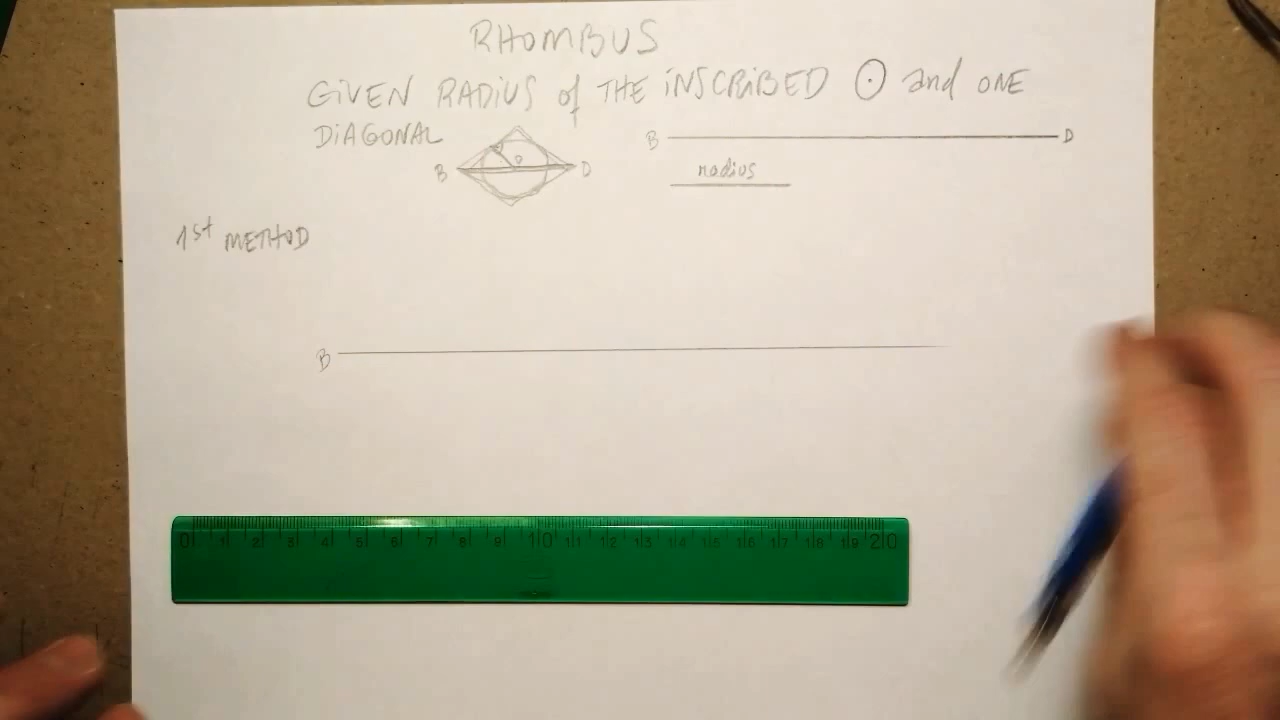 RHOMBUS
GIVEN RADIUS of THE INSCRIBED ⊙ and ONE
DIAGONAL
B O D
B D
radius
1st METHOD
B
0 1 2 3 4 5 6 7 8 9 10 11 12 13 14 15 16 17 18 19 20